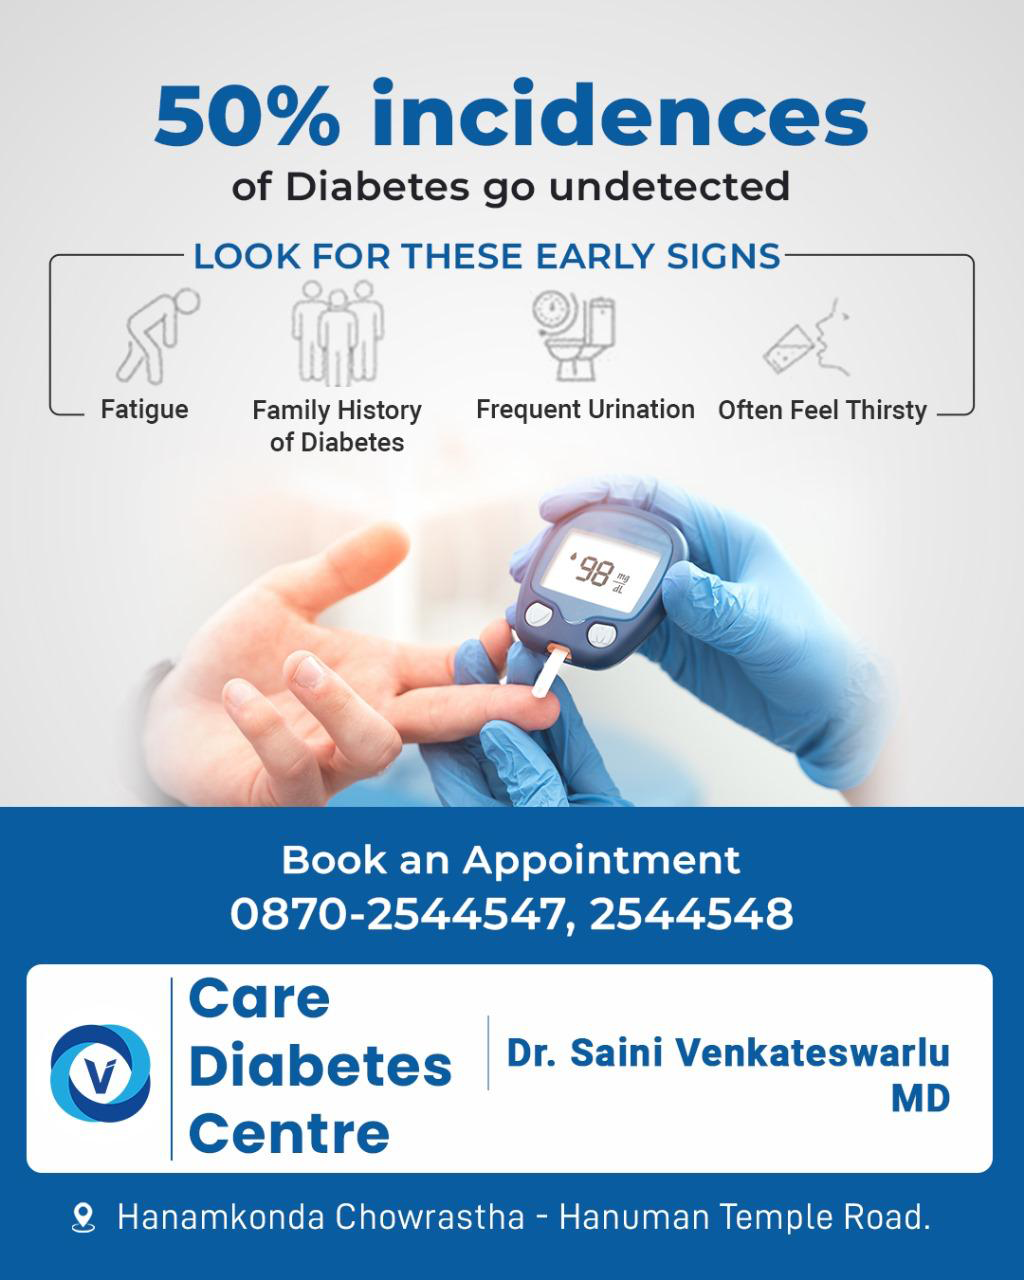 50% incidences
of Diabetes go undetected
LOOK FOR THESE EARLY SIGNS
Fatigue
Family History
of Diabetes
Frequent Urination
Often Feel Thirsty
98 mg/dL
Book an Appointment
0870-2544547, 2544548
V
Care
Diabetes
Centre
Dr. Saini Venkateswarlu
MD
Hanamkonda Chowrastha - Hanuman Temple Road.